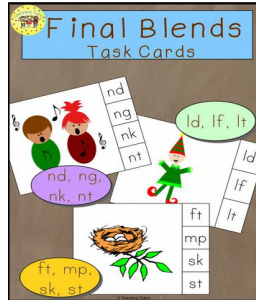 Final Blends
Task Cards
nd
ng
nk
nt
nd, ng,
nk, nt
ld, lf, lt
ld
lf
lt
ft
mp
sk
st
ft, mp,
sk, st